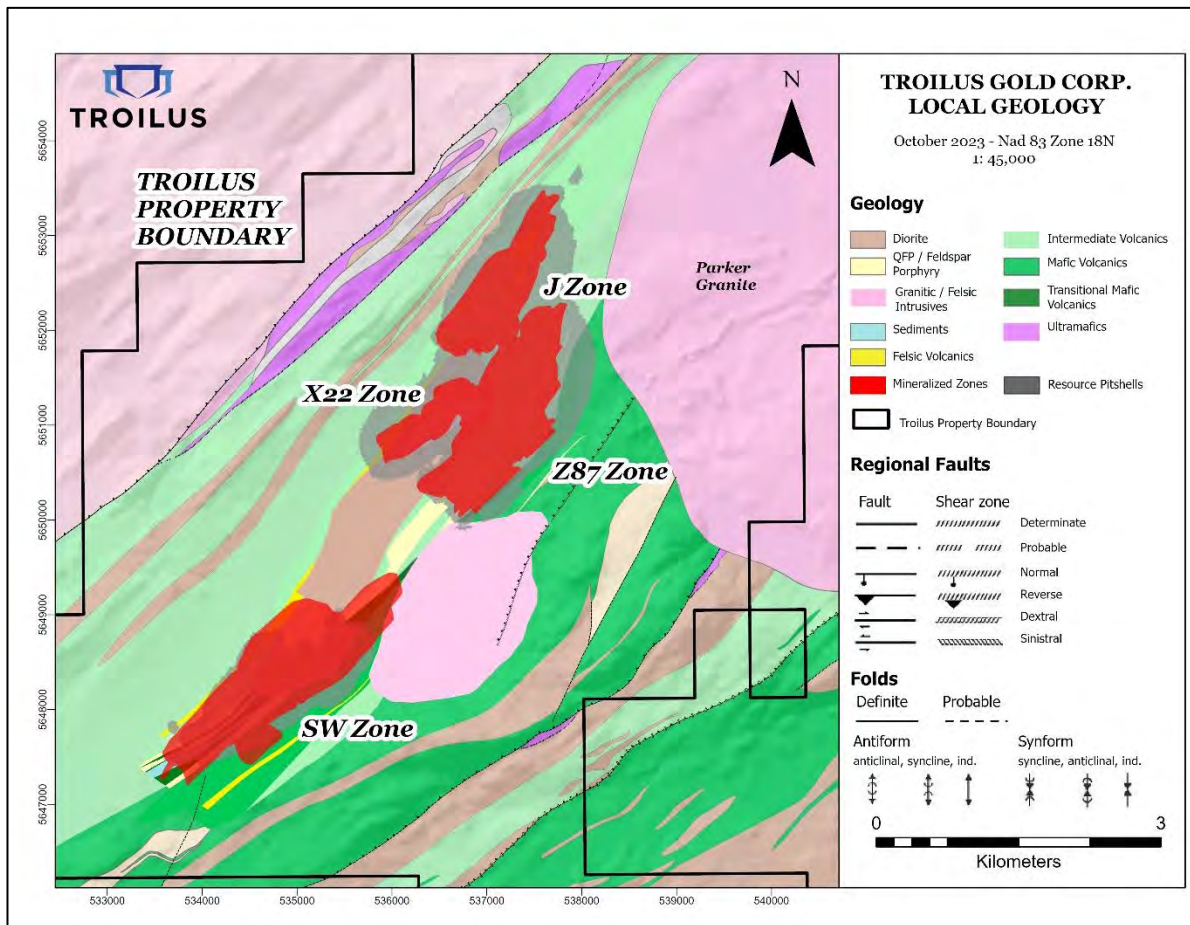 TROILUS
TROILUS
PROPERTY
BOUNDARY
N
Parker
Granite
J Zone
X22 Zone
Z87 Zone
SW Zone
5654000
5653000
5652000
5651000
5650000
5649000
5648000
5647000
533000
534000
535000
536000
537000
538000
539000
540000
TROILUS GOLD CORP.
LOCAL GEOLOGY
October 2023 - Nad 83 Zone 18N
1: 45,000
Geology
Diorite
QFP / Feldspar
Porphyry
Granitic / Felsic
Intrusives
Sediments
Felsic Volcanics
Mineralized Zones
Troilus Property Boundary
Intermediate Volcanics
Mafic Volcanics
Transitional Mafic
Volcanics
Ultramafics
Resource Pitshells
Regional Faults
Fault
Shear zone
Determinate
Probable
Normal
Reverse
Dextral
Sinistral
Folds
Definite
Probable
Antiform
anticlinal, syncline, ind.
Synform
syncline, anticlinal, ind.
0
3
Kilometers